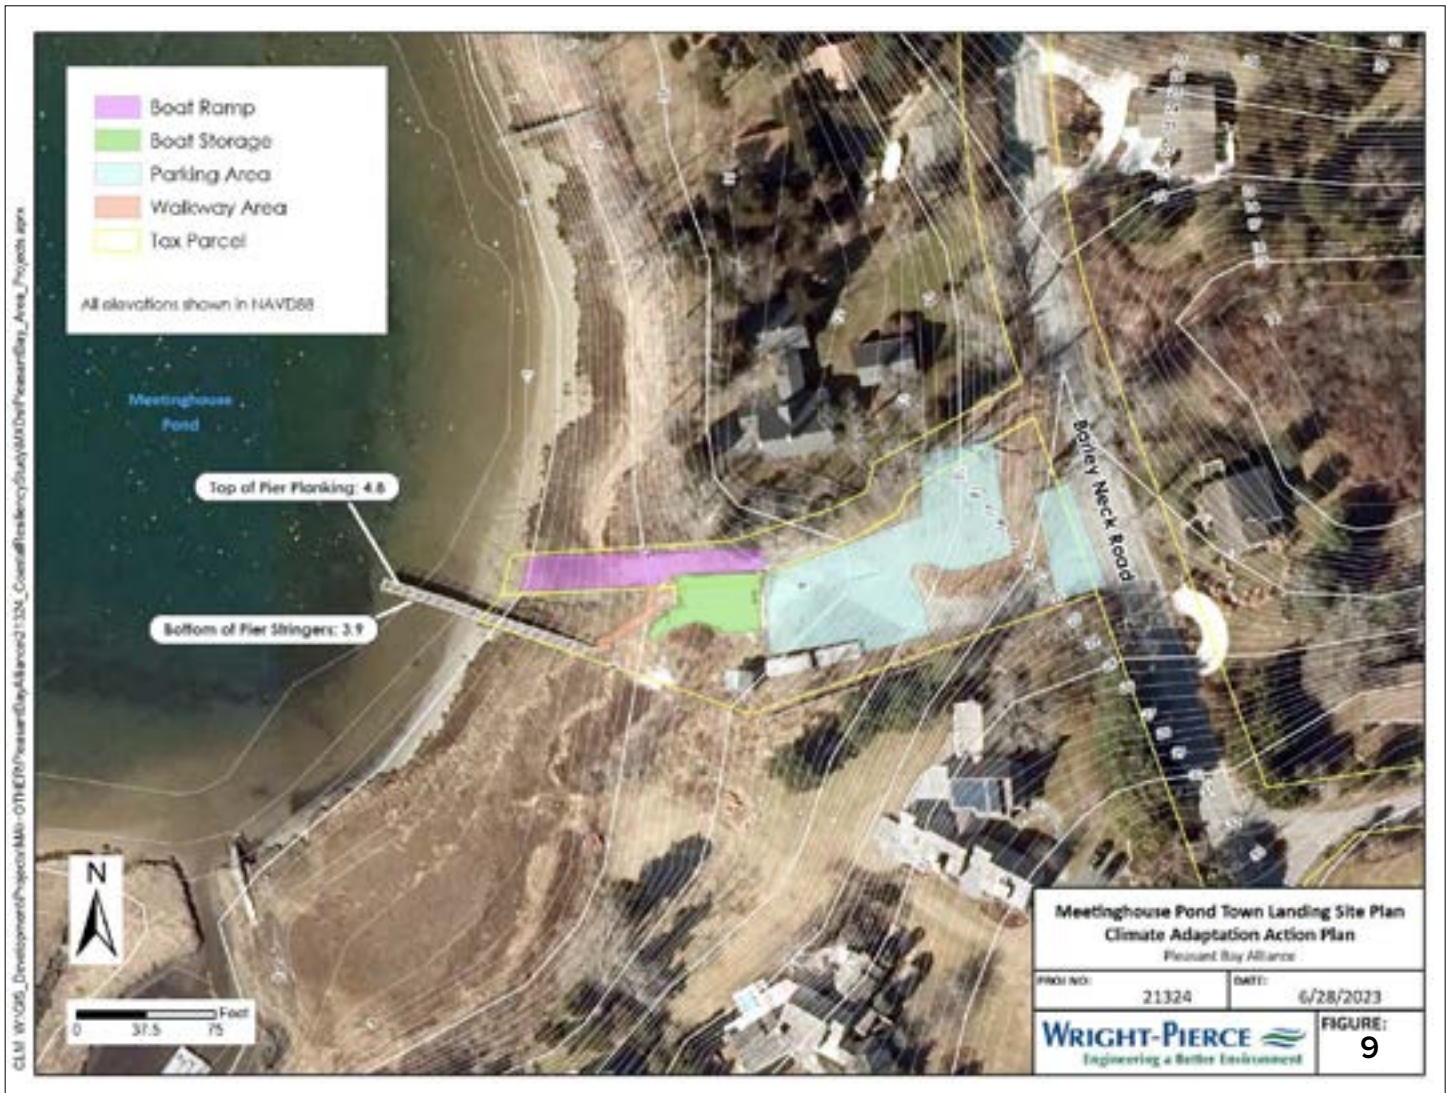 Boat Ramp
Boat Storage
Parking Area
Walkway Area
Tax Parcel
All elevations shown in NAVD88
Meetinghouse
Pond
Top of Pier Planking: 4.8
Bottom of Pier Stringers: 3.9
Barley Neck Road
N
Feet
0 37.5 75
Meetinghouse Pond Town Landing Site Plan
Climate Adaptation Action Plan
Pleasant Bay Alliance
PROJ NO:
21324
DATE:
6/28/2023
WRIGHT-PIERCE
Engineering a Better Environment
FIGURE:
9